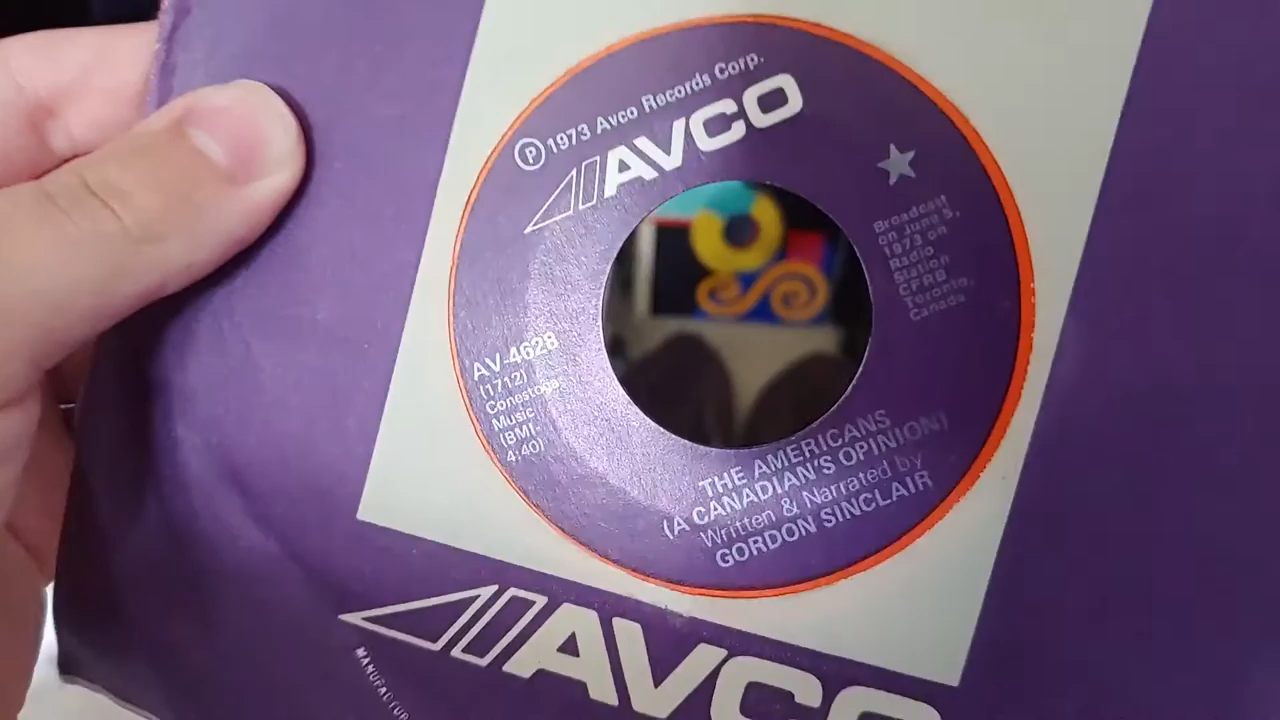 Ⓟ 1973 Avco Records Corp.
AVCO
Broadcast
on June 5,
1973 on
Radio
Station
CFRB
Toronto,
Canada
AV-4628
(1712)
Conestoga
Music
(BMI-
4:40)
THE AMERICANS
(A CANADIAN'S OPINION)
Written & Narrated by
GORDON SINCLAIR
AVCO